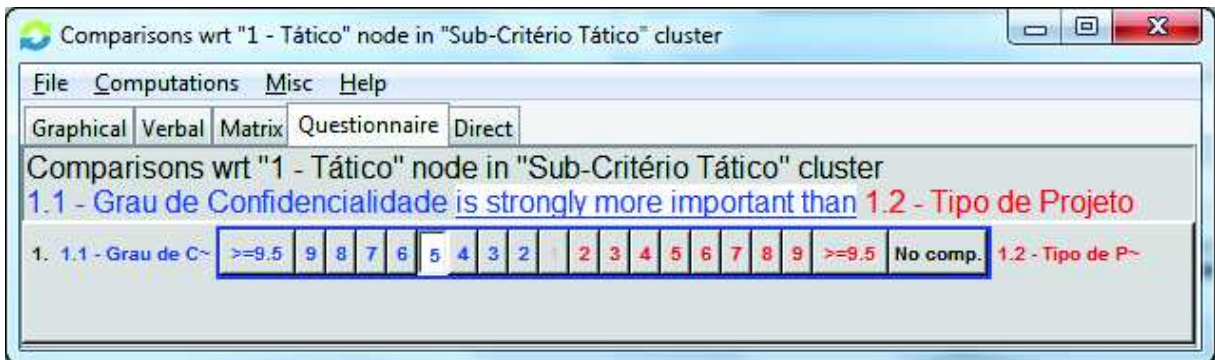 Comparisons wrt "1 - Tático" node in "Sub-Critério Tático" cluster
File Computations Misc Help
Graphical Verbal Matrix Questionnaire Direct
Comparisons wrt "1 - Tático" node in "Sub-Critério Tático" cluster
1.1 - Grau de Confidencialidade is strongly more important than 1.2 - Tipo de Projeto
1. 1.1 - Grau de C~ >=9.5 9 8 7 6 5 4 3 2 1 2 3 4 5 6 7 8 9 >=9.5 No comp. 1.2 - Tipo de P~